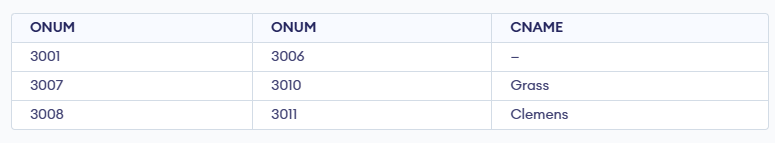 ONUM ONUM CNAME
3001 3006 –
3007 3010 Grass
3008 3011 Clemens